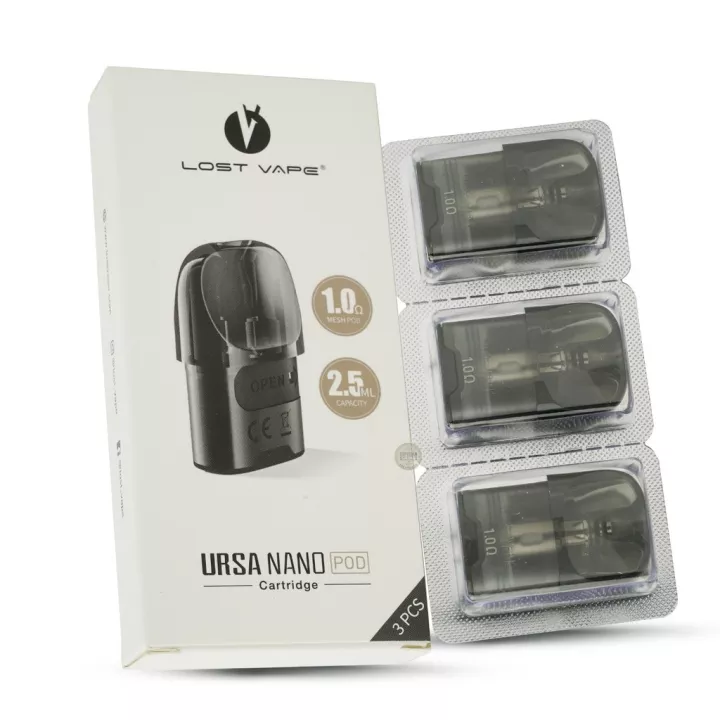 LOST VAPE®
1.0Ω
MESH POD
2.5ML
CAPACITY
OPEN
CE
URSA NANO POD
Cartridge
3 PCS
1.0Ω
1.0Ω
1.0Ω